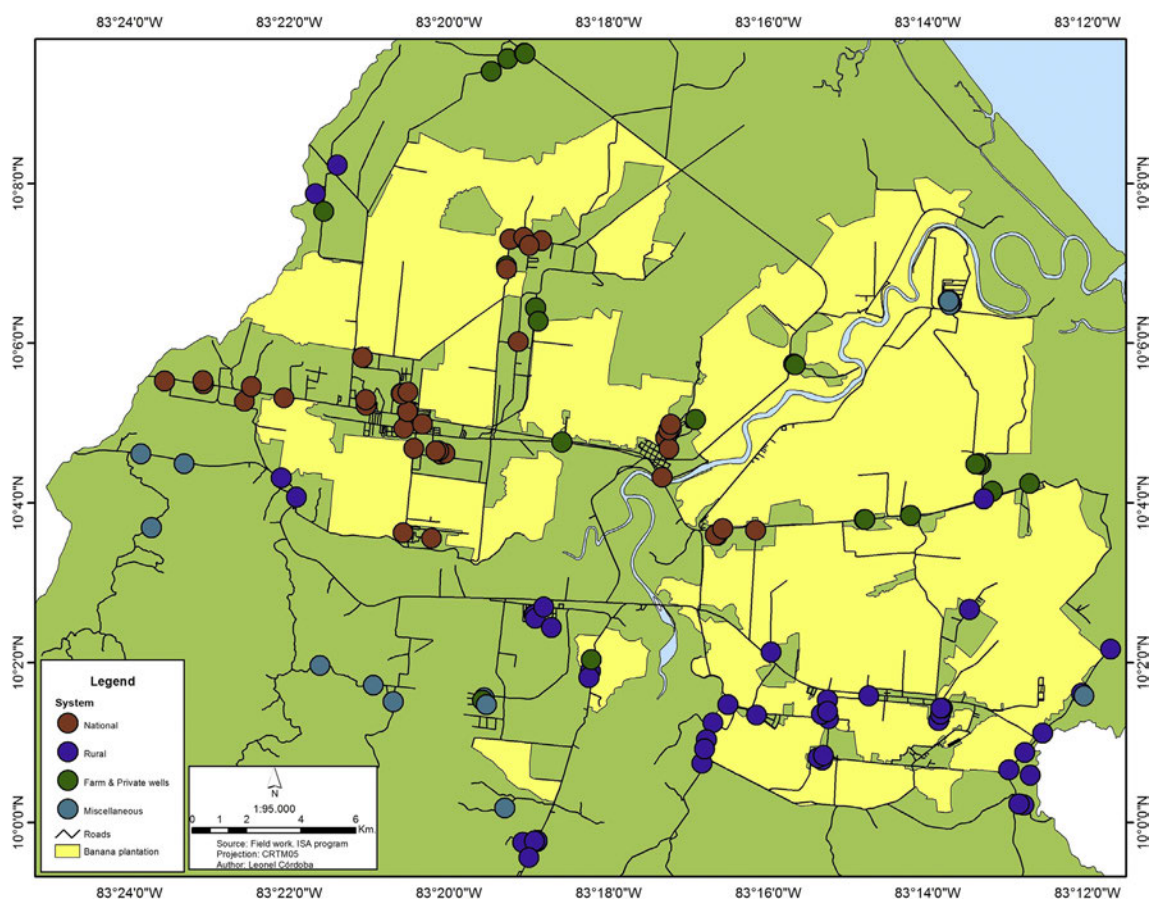 83°24'0"W 83°22'0"W 83°20'0"W 83°18'0"W 83°16'0"W 83°14'0"W 83°12'0"W
10°8'0"N 10°8'0"N
10°6'0"N 10°6'0"N
10°4'0"N 10°4'0"N
10°2'0"N 10°2'0"N
10°0'0"N 10°0'0"N
Legend
System
National
Rural
Farm & Private wells
Miscellaneous
Roads
Banana plantation
N
1:95.000
0 1 2 4 6
Km.
Source: Field work. ISA program
Projection: CRTM05
Author: Leonel Córdoba
83°24'0"W 83°22'0"W 83°20'0"W 83°18'0"W 83°16'0"W 83°14'0"W 83°12'0"W